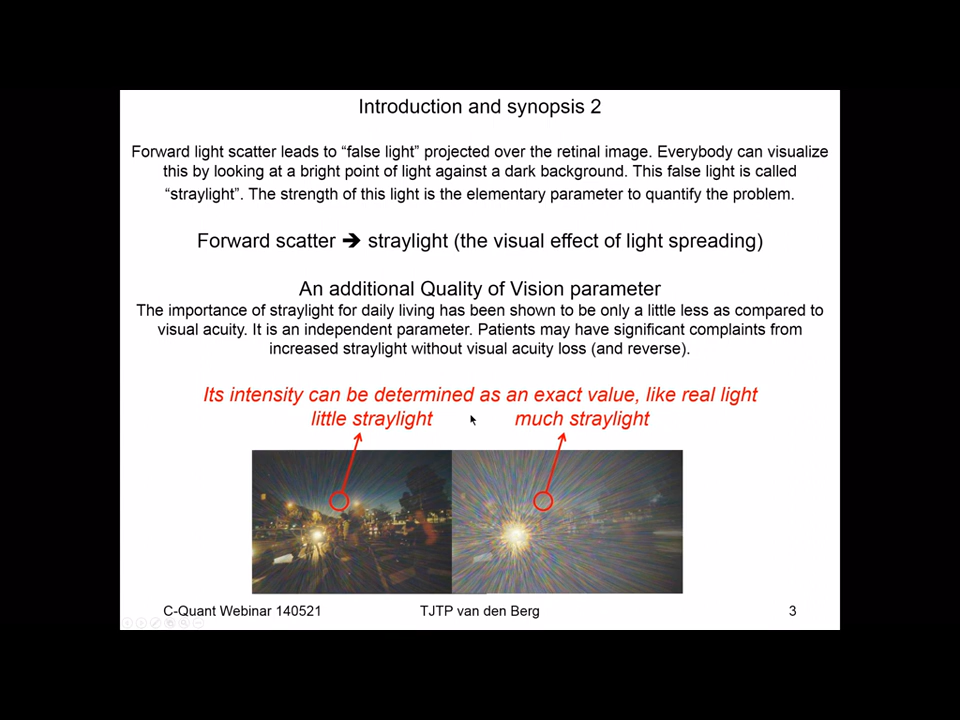 Introduction and synopsis 2
Forward light scatter leads to “false light” projected over the retinal image. Everybody can visualize
this by looking at a bright point of light against a dark background. This false light is called
“straylight”. The strength of this light is the elementary parameter to quantify the problem.
Forward scatter ➔ straylight (the visual effect of light spreading)
An additional Quality of Vision parameter
The importance of straylight for daily living has been shown to be only a little less as compared to
visual acuity. It is an independent parameter. Patients may have significant complaints from
increased straylight without visual acuity loss (and reverse).
Its intensity can be determined as an exact value, like real light
little straylight much straylight
C-Quant Webinar 140521 TJTP van den Berg 3